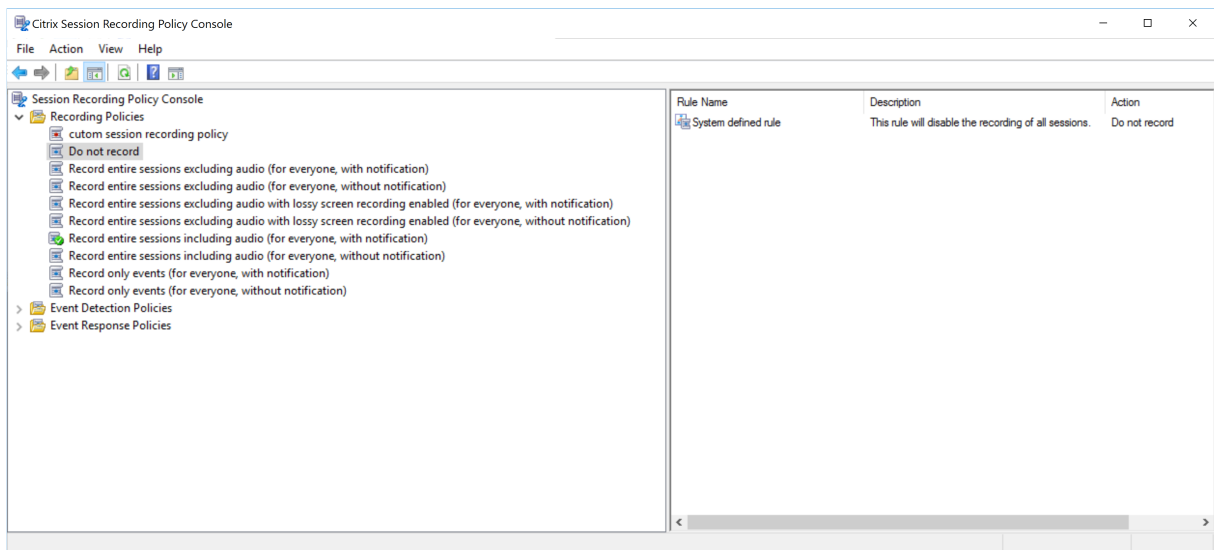 Citrix Session Recording Policy Console
File Action View Help
Session Recording Policy Console
Recording Policies
cutom session recording policy
Do not record
Record entire sessions excluding audio (for everyone, with notification)
Record entire sessions excluding audio (for everyone, without notification)
Record entire sessions excluding audio with lossy screen recording enabled (for everyone, with notification)
Record entire sessions excluding audio with lossy screen recording enabled (for everyone, without notification)
Record entire sessions including audio (for everyone, with notification)
Record entire sessions including audio (for everyone, without notification)
Record only events (for everyone, with notification)
Record only events (for everyone, without notification)
Event Detection Policies
Event Response Policies
Rule Name Description Action
System defined rule This rule will disable the recording of all sessions. Do not record